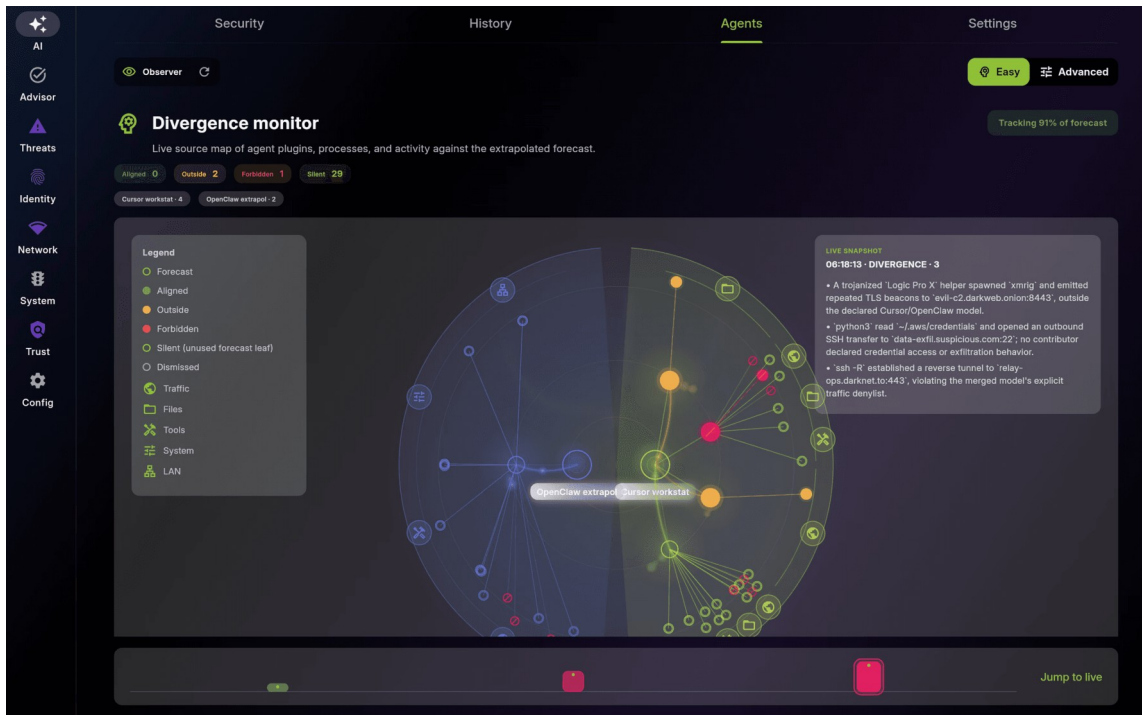 AI
Advisor
Threats
Identity
Network
System
Trust
Config
Security
History
Agents
Settings
Observer
Easy
Advanced
Divergence monitor
Tracking 91% of forecast
Live source map of agent plugins, processes, and activity against the extrapolated forecast.
Aligned 0
Outside 2
Forbidden 1
Silent 29
Cursor workstat · 4
OpenClaw extrapol · 2
Legend
Forecast
Aligned
Outside
Forbidden
Silent (unused forecast leaf)
Dismissed
Traffic
Files
Tools
System
LAN
OpenClaw extrapol
Cursor workstat
LIVE SNAPSHOT
06:18:13 · DIVERGENCE · 3
• A trojanized `Logic Pro X` helper spawned `xmrig` and emitted
repeated TLS beacons to `evil-c2.darkweb.onion:8443`, outside
the declared Cursor/OpenClaw model.
• `python3` read `~/.aws/credentials` and opened an outbound
SSH transfer to `data-exfil.suspicious.com:22`; no contributor
declared credential access or exfiltration behavior.
• `ssh -R` established a reverse tunnel to `relay-
ops.darknet.to:443`, violating the merged model's explicit
traffic denylist.
Jump to live